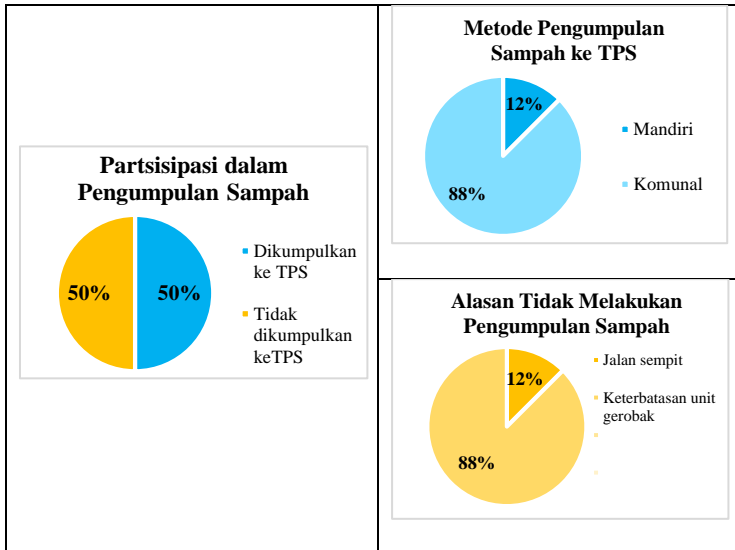 Partsisipasi dalam
Pengumpulan Sampah
50%
50%
Dikumpulkan
ke TPS
Tidak
dikumpulkan
keTPS
Metode Pengumpulan
Sampah ke TPS
12%
88%
Mandiri
Komunal
Alasan Tidak Melakukan
Pengumpulan Sampah
12%
88%
Jalan sempit
Keterbatasan unit
gerobak